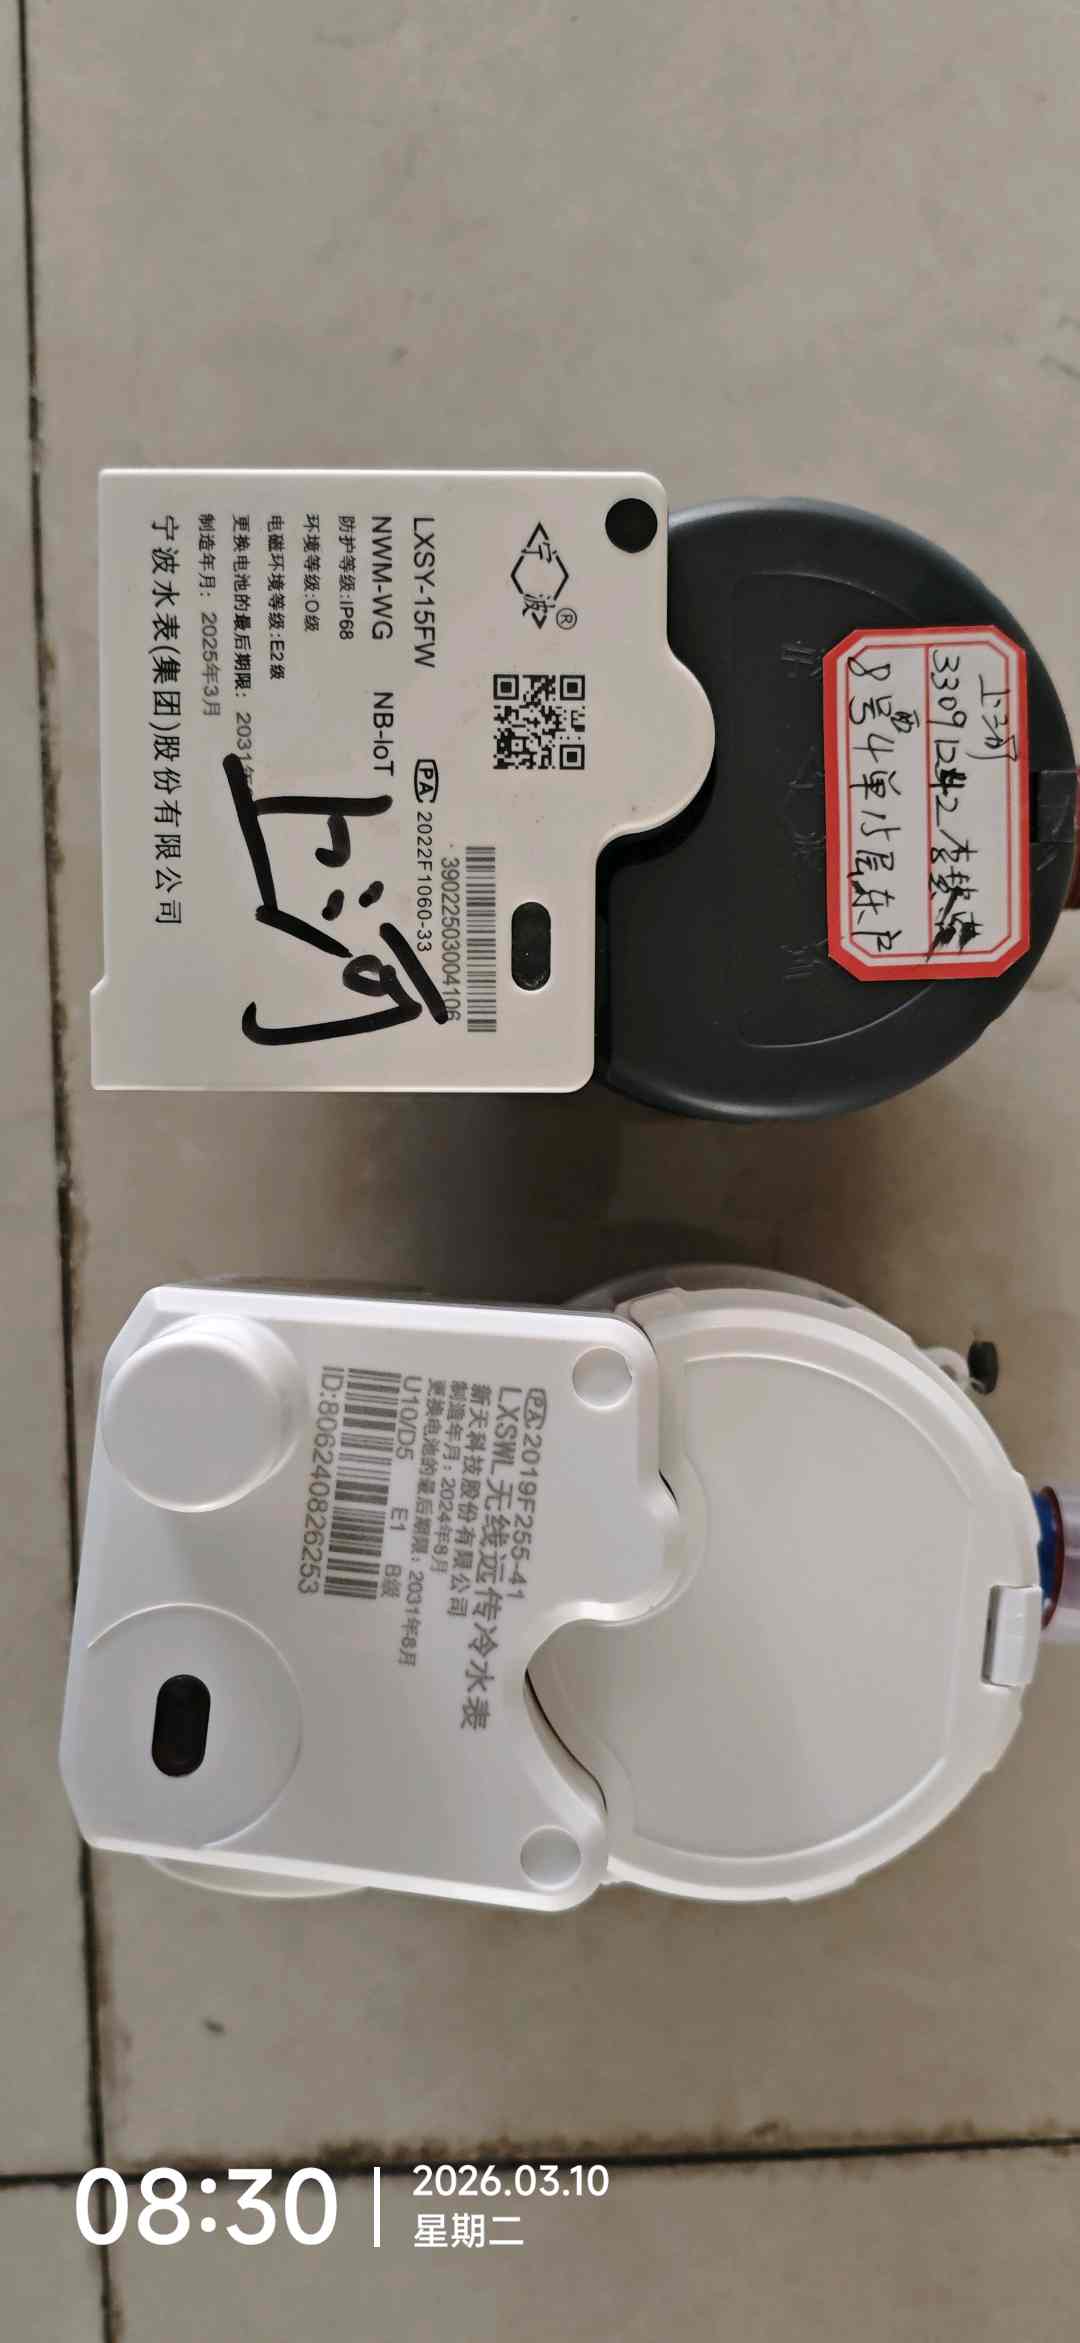 宁波®
LXSY-15FW
PA 2022F1060-33
39022503004106
NWM-WG NB-IoT
防护等级:IP68
环境等级:O级
电磁环境等级:E2级
更换电池的最后期限: 2031年
制造年月: 2025年3月
宁波水表(集团)股份有限公司
上河
上河
8号 4单15层东户
PA 2019F255-41
LXSWL无线远传冷水表
新天科技股份有限公司
制造年月: 2024年8月
更换电池的最后期限: 2031年8月
U10/D5 E1 B级
ID:806240826253
08:30
2026.03.10
星期二